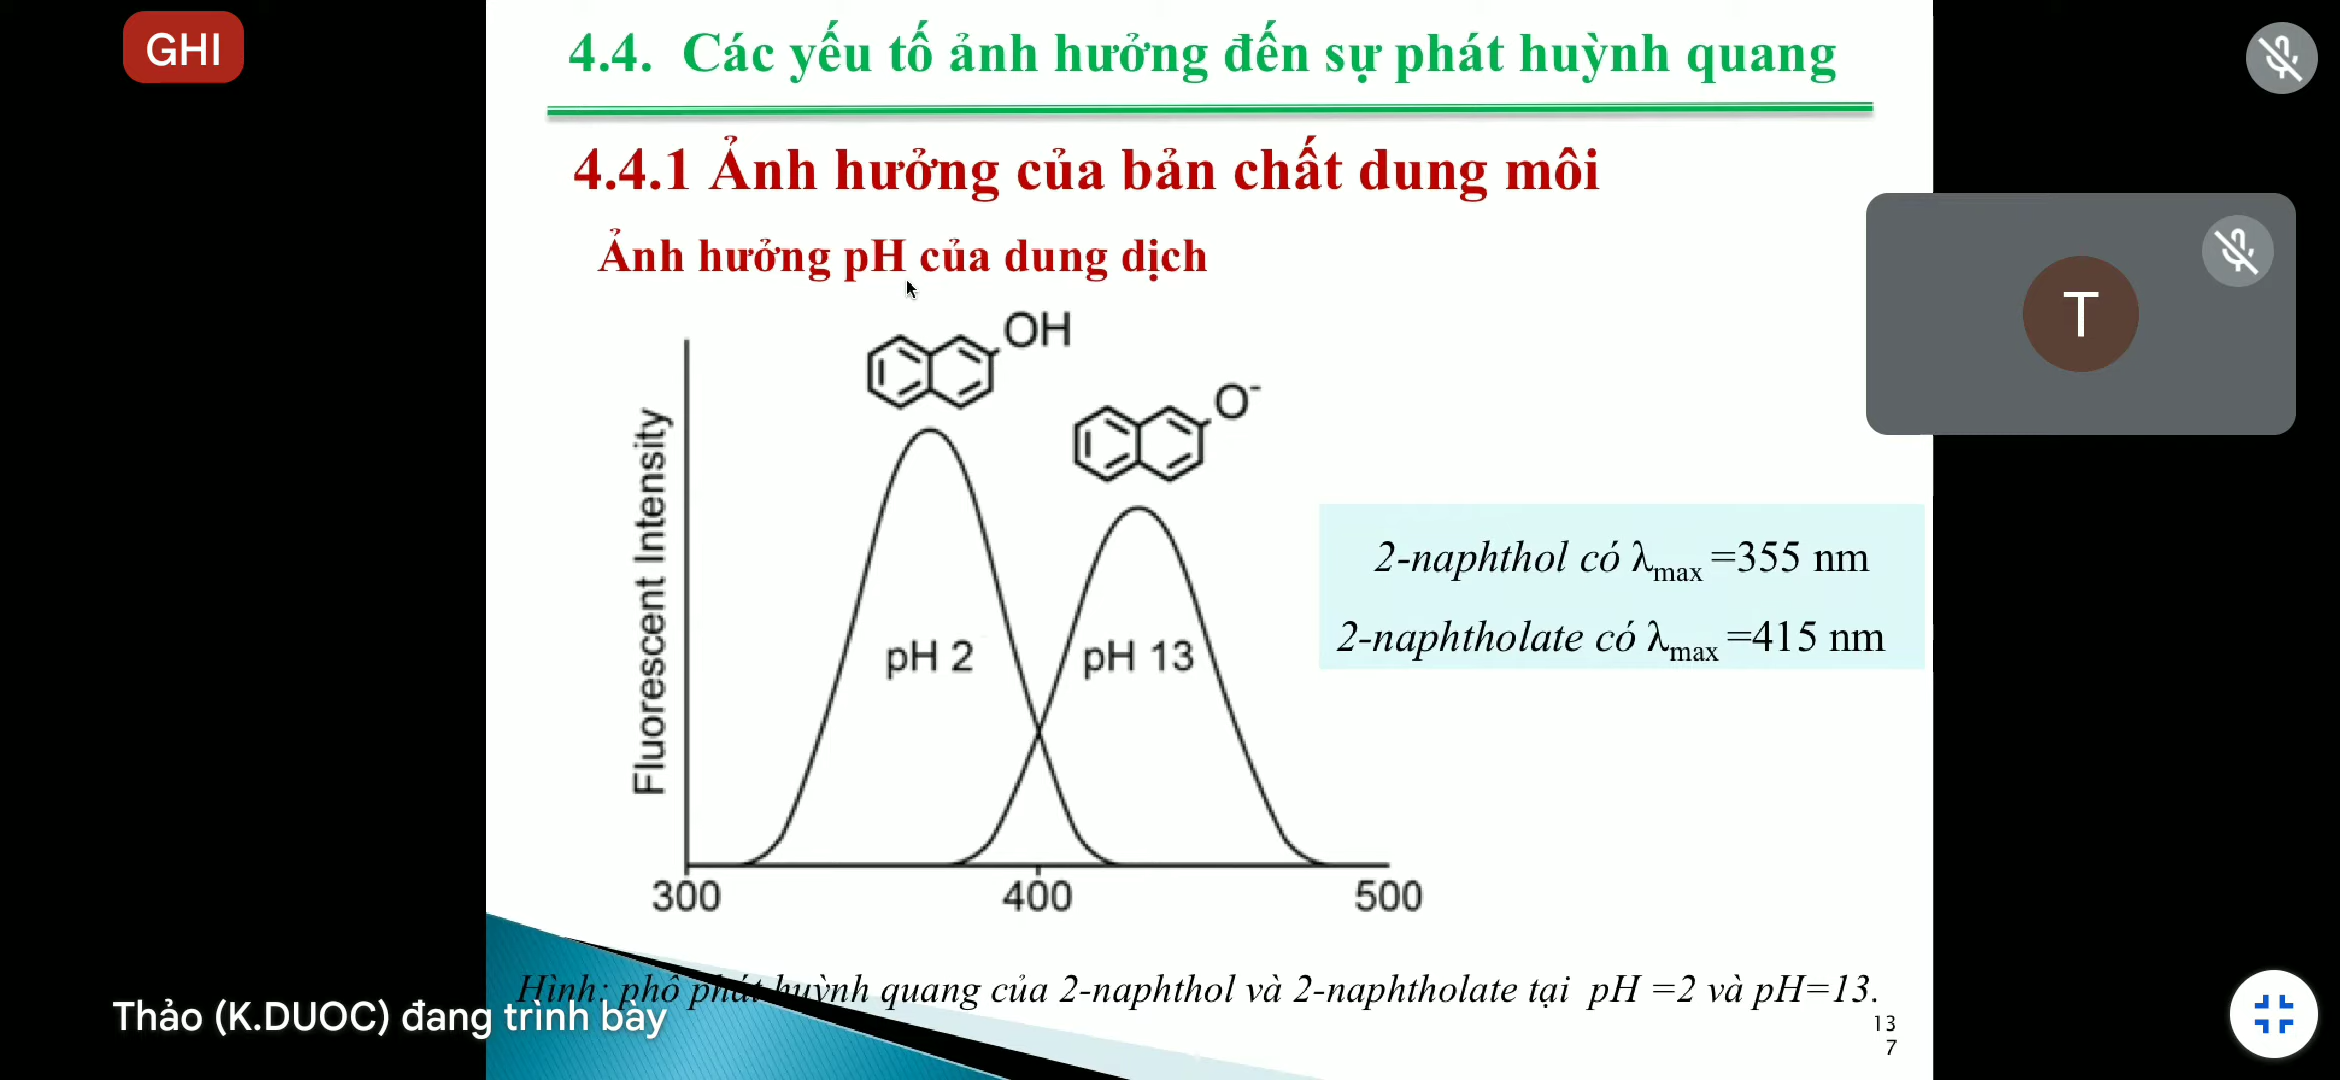 GHI
4.4. Các yếu tố ảnh hưởng đến sự phát huỳnh quang
4.4.1 Ảnh hưởng của bản chất dung môi
Ảnh hưởng pH của dung dịch
T
OH
O-
Fluorescent Intensity
pH 2
pH 13
2-naphthol có λmax =355 nm
2-naphtholate có λmax =415 nm
300
400
500
Hình: phổ phát huỳnh quang của 2-naphthol và 2-naphtholate tại pH =2 và pH=13.
Thảo (K.DUOC) đang trình bày
13
7